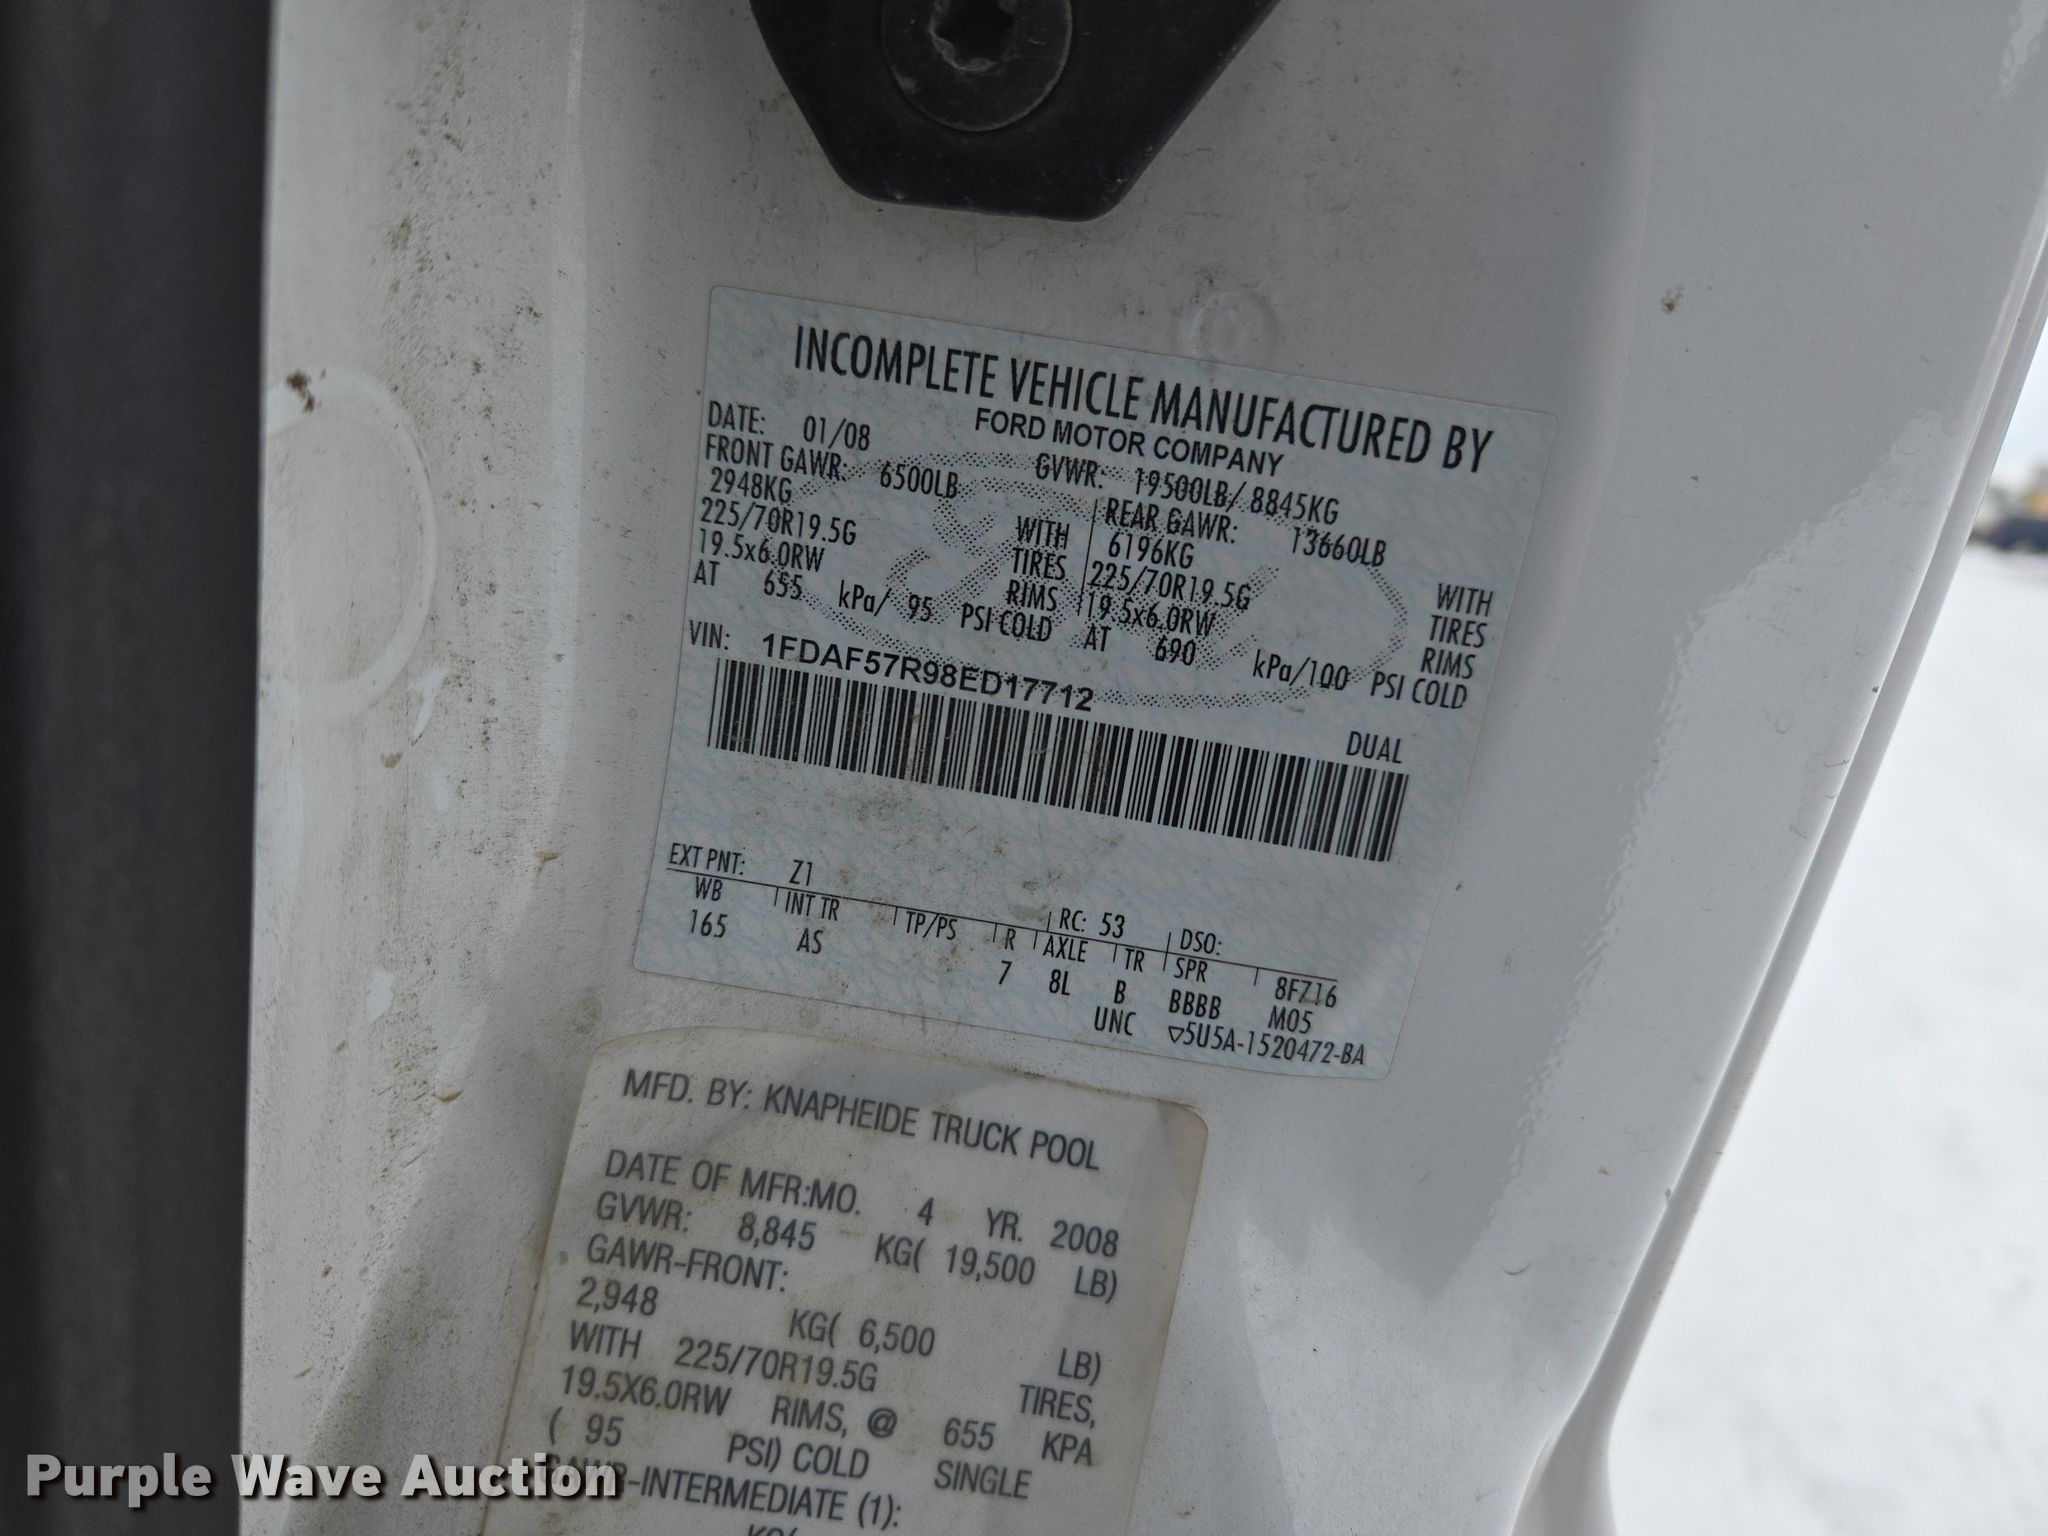 INCOMPLETE VEHICLE MANUFACTURED BY
FORD MOTOR COMPANY
DATE: 01/08 GVWR: 19500LB/ 8845KG
FRONT GAWR: 6500LB REAR GAWR: 13660LB
2948KG WITH 6196KG WITH
225/70R19.5G TIRES 225/70R19.5G TIRES
19.5x6.0RW RIMS 19.5x6.0RW RIMS
AT 655 kPa/ 95 PSI COLD AT 690 kPa/100 PSI COLD
VIN: 1FDAF57R98ED17712
DUAL
EXT PNT: Z1 RC: 53 DSO:
WB INT TR TP/PS R AXLE TR SPR 8F716
165 AS 7 8L B BBBB M05
UNC ▽5U5A-1520472-BA
MFD. BY: KNAPHEIDE TRUCK POOL
DATE OF MFR:MO. 4 YR. 2008
GVWR: 8,845 KG( 19,500 LB)
GAWR-FRONT:
2,948 KG( 6,500 LB)
WITH 225/70R19.5G TIRES,
19.5X6.0RW RIMS, @ 655 KPA
( 95 PSI) COLD SINGLE
GAWR-INTERMEDIATE (1):
KG(
Purple Wave Auction